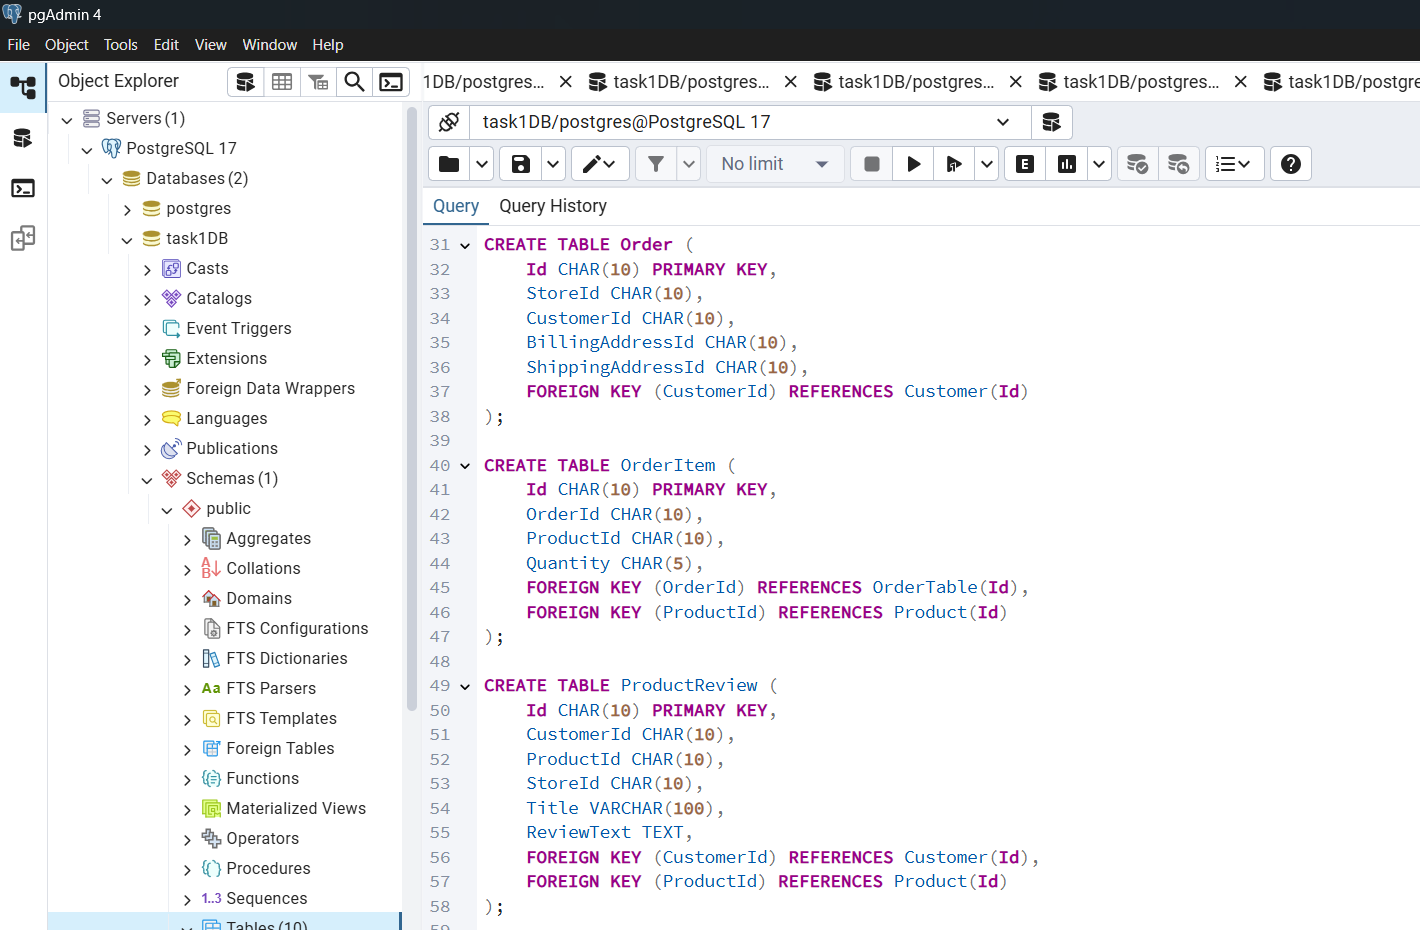 pgAdmin 4
File Object Tools Edit View Window Help
Object Explorer
1DB/postgres... task1DB/postgres... task1DB/postgres... task1DB/postgres... task1DB/postgre
Servers (1)
PostgreSQL 17
Databases (2)
postgres
task1DB
Casts
Catalogs
Event Triggers
Extensions
Foreign Data Wrappers
Languages
Publications
Schemas (1)
public
Aggregates
Collations
Domains
FTS Configurations
FTS Dictionaries
Aa FTS Parsers
FTS Templates
Foreign Tables
Functions
Materialized Views
Operators
Procedures
1..3 Sequences
Tables (10)
task1DB/postgres@PostgreSQL 17
No limit
E
Query Query History
31 CREATE TABLE Order (
32 Id CHAR(10) PRIMARY KEY,
33 StoreId CHAR(10),
34 CustomerId CHAR(10),
35 BillingAddressId CHAR(10),
36 ShippingAddressId CHAR(10),
37 FOREIGN KEY (CustomerId) REFERENCES Customer(Id)
38 );
39
40 CREATE TABLE OrderItem (
41 Id CHAR(10) PRIMARY KEY,
42 OrderId CHAR(10),
43 ProductId CHAR(10),
44 Quantity CHAR(5),
45 FOREIGN KEY (OrderId) REFERENCES OrderTable(Id),
46 FOREIGN KEY (ProductId) REFERENCES Product(Id)
47 );
48
49 CREATE TABLE ProductReview (
50 Id CHAR(10) PRIMARY KEY,
51 CustomerId CHAR(10),
52 ProductId CHAR(10),
53 StoreId CHAR(10),
54 Title VARCHAR(100),
55 ReviewText TEXT,
56 FOREIGN KEY (CustomerId) REFERENCES Customer(Id),
57 FOREIGN KEY (ProductId) REFERENCES Product(Id)
58 );
59